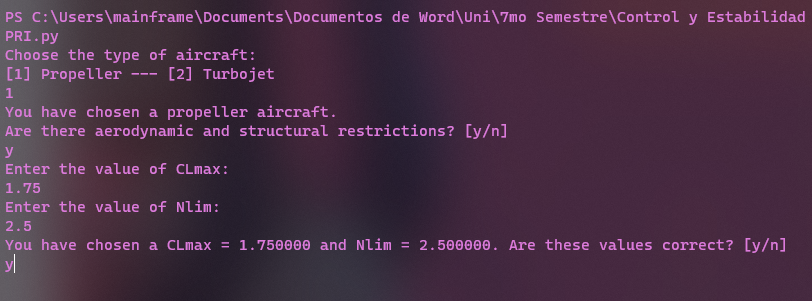 PS C:\Users\mainframe\Documents\Documentos de Word\Uni\7mo Semestre\Control y Estabilidad
PRI.py
Choose the type of aircraft:
[1] Propeller --- [2] Turbojet
1
You have chosen a propeller aircraft.
Are there aerodynamic and structural restrictions? [y/n]
y
Enter the value of CLmax:
1.75
Enter the value of Nlim:
2.5
You have chosen a CLmax = 1.750000 and Nlim = 2.500000. Are these values correct? [y/n]
y